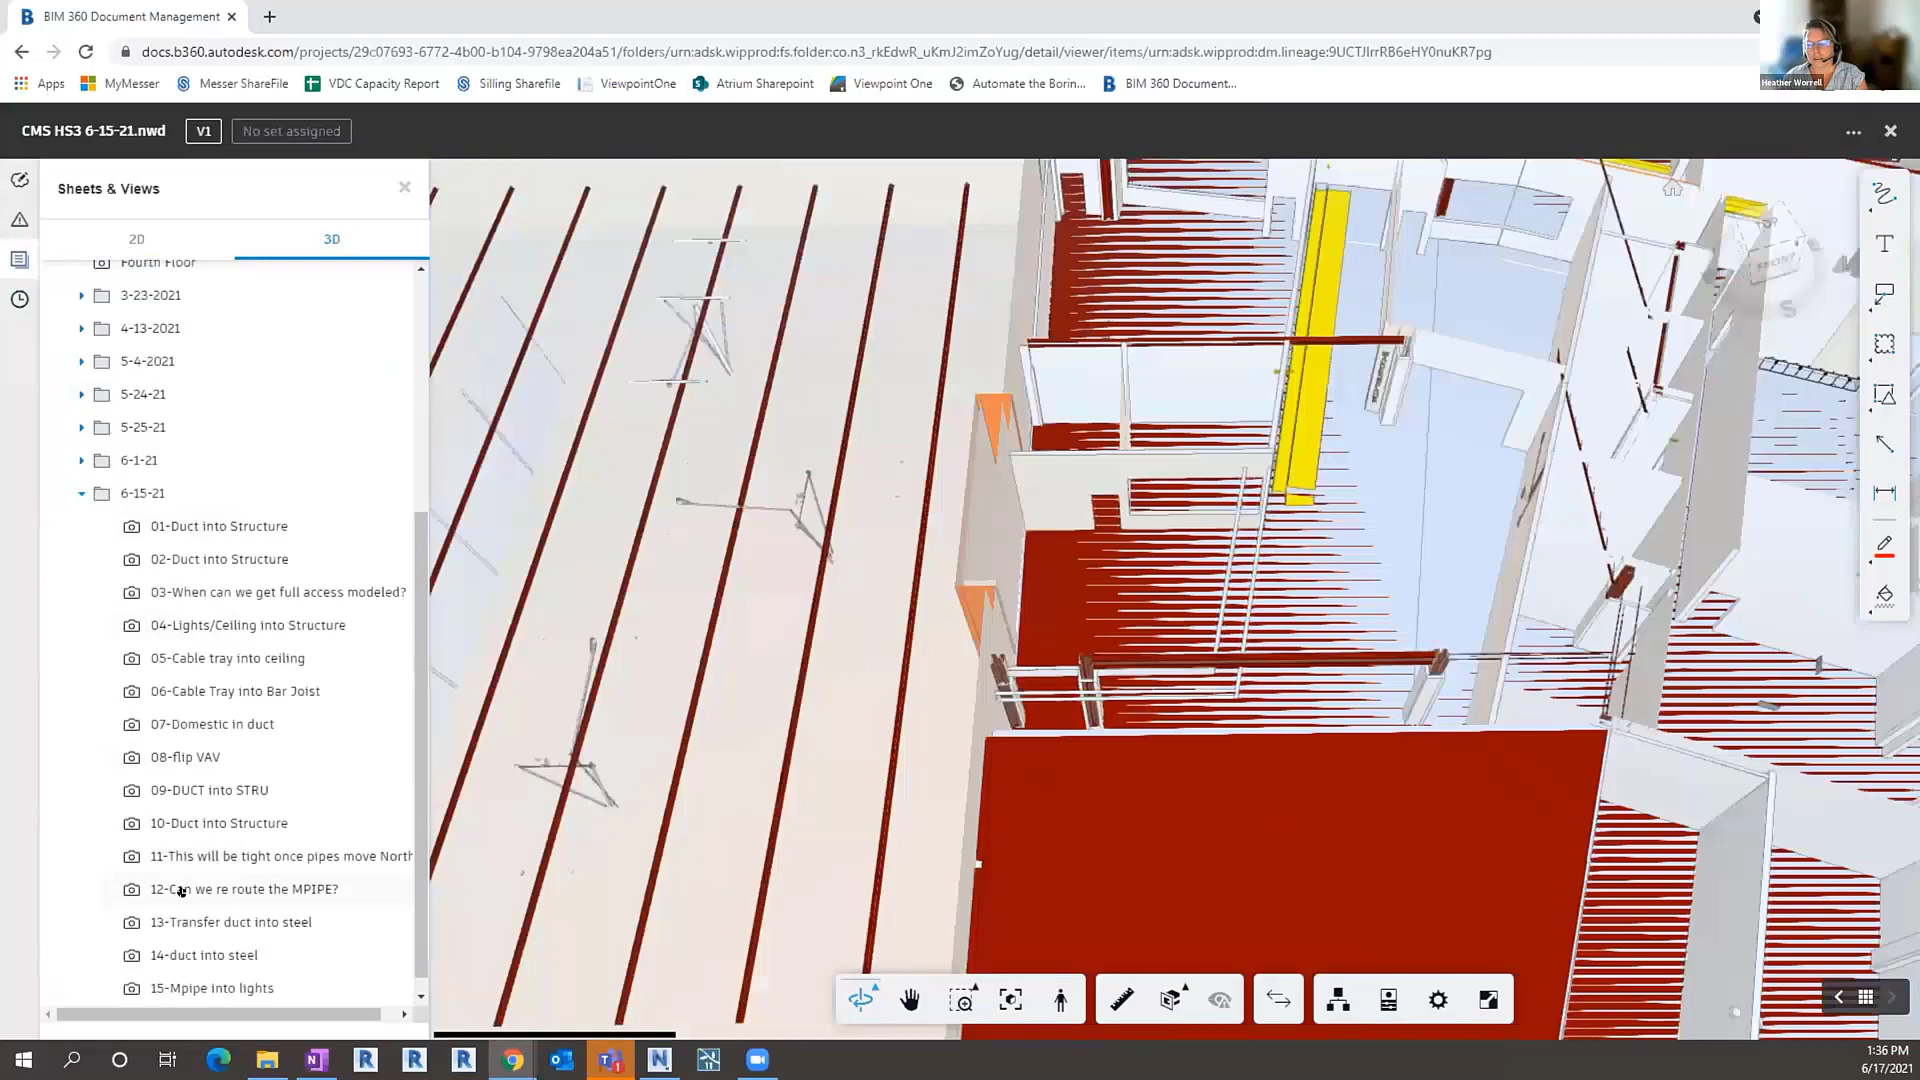 BIM 360 Document Management
docs.b360.autodesk.com/projects/29c07693-6772-4b00-b104-9798ea204a51/folders/urn:adsk.wipprod:fs.folder:co.n3_rkEdwR_uKmJ2imZoYug/detail/viewer/items/urn:adsk.wipprod:dm.lineage:9UCTJIrrRB6eHY0nuKR7pg
Apps MyMesser Messer ShareFile VDC Capacity Report Silling Sharefile ViewpointOne Atrium Sharepoint Viewpoint One Automate the Borin... BIM 360 Document...
Heather Worrell
CMS HS3 6-15-21.nwd V1 No set assigned
Sheets & Views
2D 3D
Fourth Floor
3-23-2021
4-13-2021
5-4-2021
5-24-21
5-25-21
6-1-21
6-15-21
01-Duct into Structure
02-Duct into Structure
03-When can we get full access modeled?
04-Lights/Ceiling into Structure
05-Cable tray into ceiling
06-Cable Tray into Bar Joist
07-Domestic in duct
08-flip VAV
09-DUCT into STRU
10-Duct into Structure
11-This will be tight once pipes move North
12-Can we re route the MPIPE?
13-Transfer duct into steel
14-duct into steel
15-Mpipe into lights
FRONT
S
1:36 PM
6/17/2021